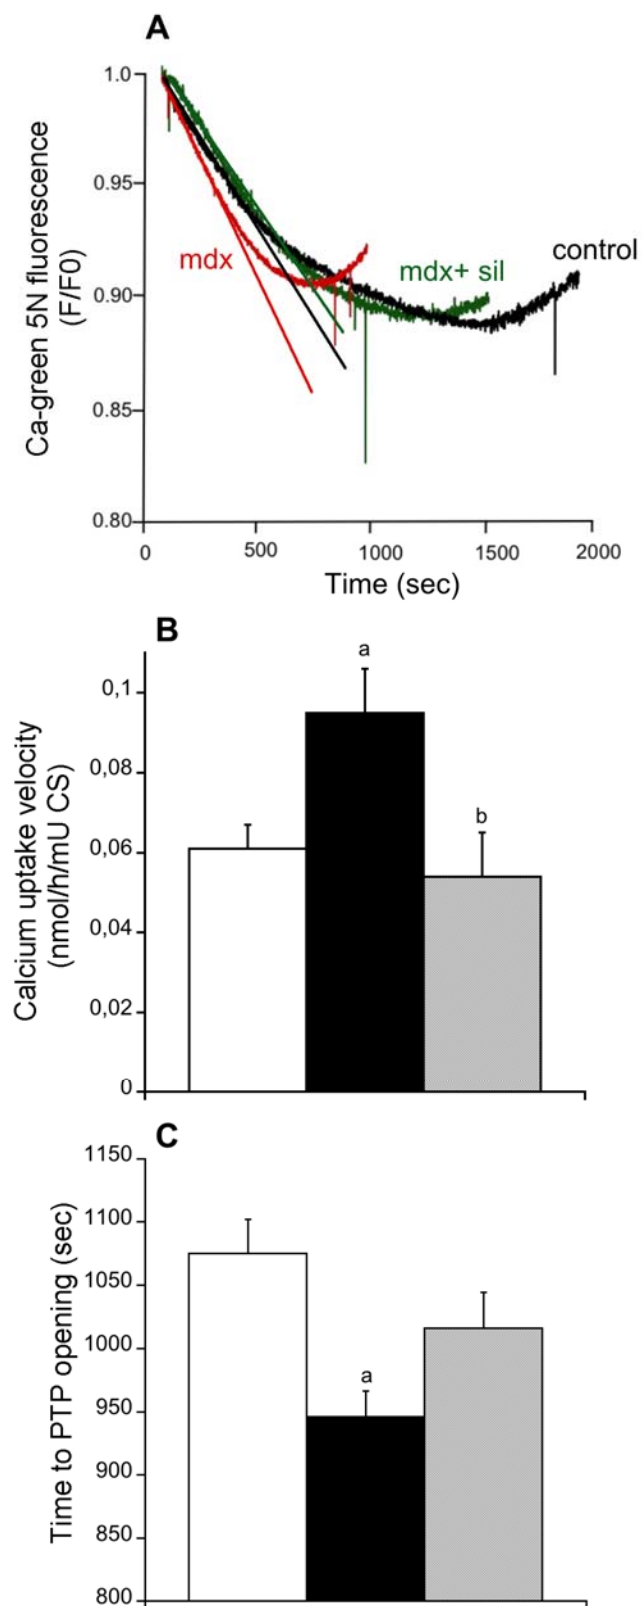 A
Ca-green 5N fluorescence
(F/F0)
1.0
0.95
0.90
0.85
0.80
mdx
mdx+ sil
control
0
500
1000
1500
2000
Time (sec)
B
Calcium uptake velocity
(nmol/h/mU CS)
0,1
0,08
0,06
0,04
0,02
0
a
b
C
Time to PTP opening (sec)
1150
1100
1050
1000
950
900
850
800
a